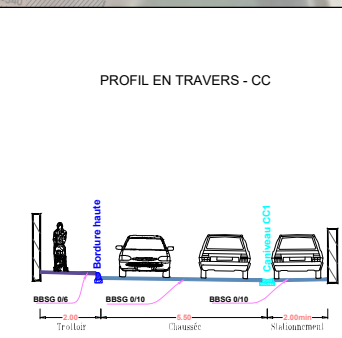 PROFIL EN TRAVERS - CC
Bordure haute
Caniveau CC1
BBSG 0/6
BBSG 0/10
BBSG 0/10
2.00
5.50
2.00min
Trottoir
Chaussée
Stationnement